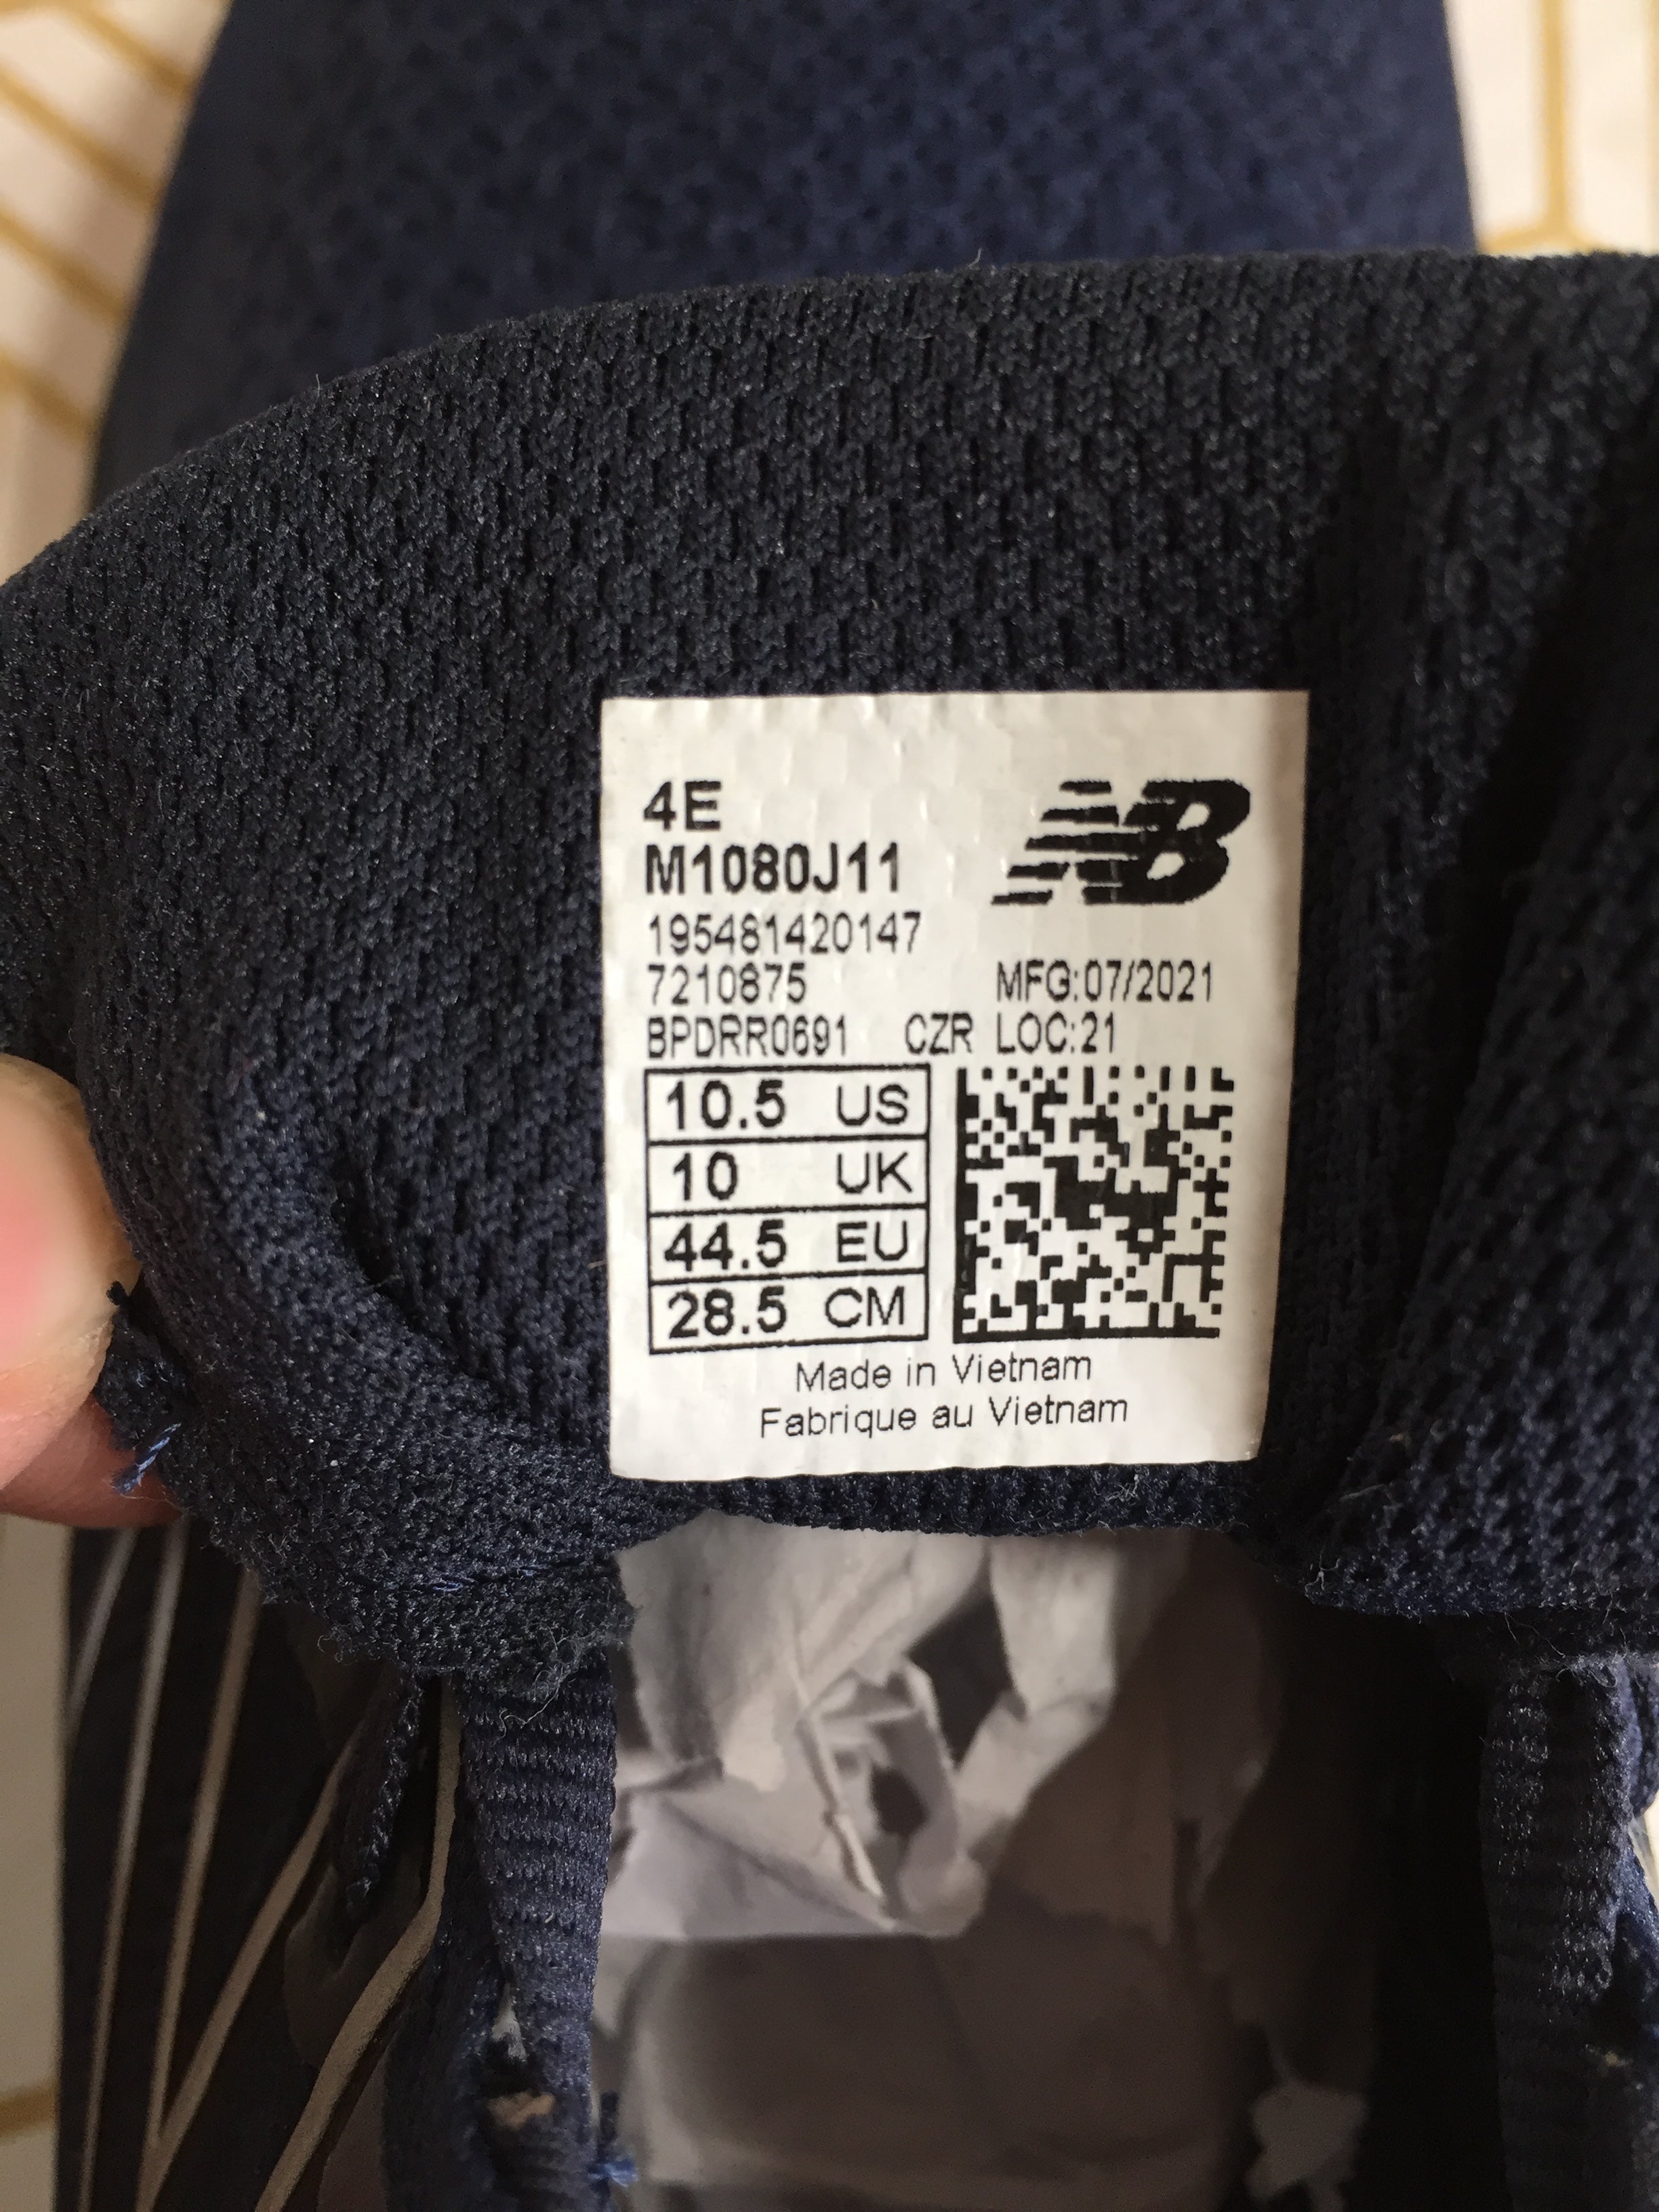 4E
M1080J11
NB
195481420147
7210875 MFG:07/2021
BPDRR0691 CZR LOC:21
10.5 US
10 UK
44.5 EU
28.5 CM
Made in Vietnam
Fabrique au Vietnam